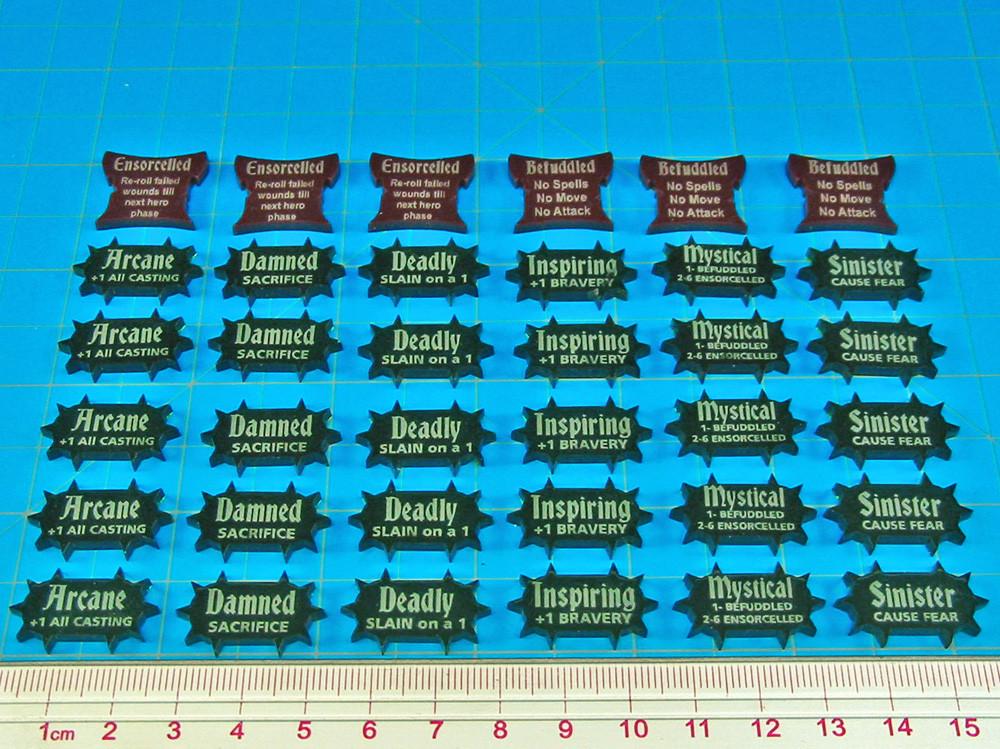 Ensorcelled Ensorcelled Ensorcelled Befuddled Befuddled Befuddled
Re-roll failed Re-roll failed Re-roll failed No Spells No Spells No Spells
wounds till wounds till wounds till No Move No Move No Move
next hero next hero next hero No Attack No Attack No Attack
phase phase phase
Arcane Damned Deadly Inspiring Mystical Sinister
+1 All CASTING SACRIFICE SLAIN on a 1 +1 BRAVERY 1- BEFUDDLED CAUSE FEAR
2-6 ENSORCELLED
Arcane Damned Deadly Inspiring Mystical Sinister
+1 All CASTING SACRIFICE SLAIN on a 1 +1 BRAVERY 1- BEFUDDLED CAUSE FEAR
2-6 ENSORCELLED
Arcane Damned Deadly Inspiring Mystical Sinister
+1 All CASTING SACRIFICE SLAIN on a 1 +1 BRAVERY 1- BEFUDDLED CAUSE FEAR
2-6 ENSORCELLED
Arcane Damned Deadly Inspiring Mystical Sinister
+1 All CASTING SACRIFICE SLAIN on a 1 +1 BRAVERY 1- BEFUDDLED CAUSE FEAR
2-6 ENSORCELLED
Arcane Damned Deadly Inspiring Mystical Sinister
+1 All CASTING SACRIFICE SLAIN on a 1 +1 BRAVERY 1- BEFUDDLED CAUSE FEAR
2-6 ENSORCELLED
1cm 2 3 4 5 6 7 8 9 10 11 12 13 14 15